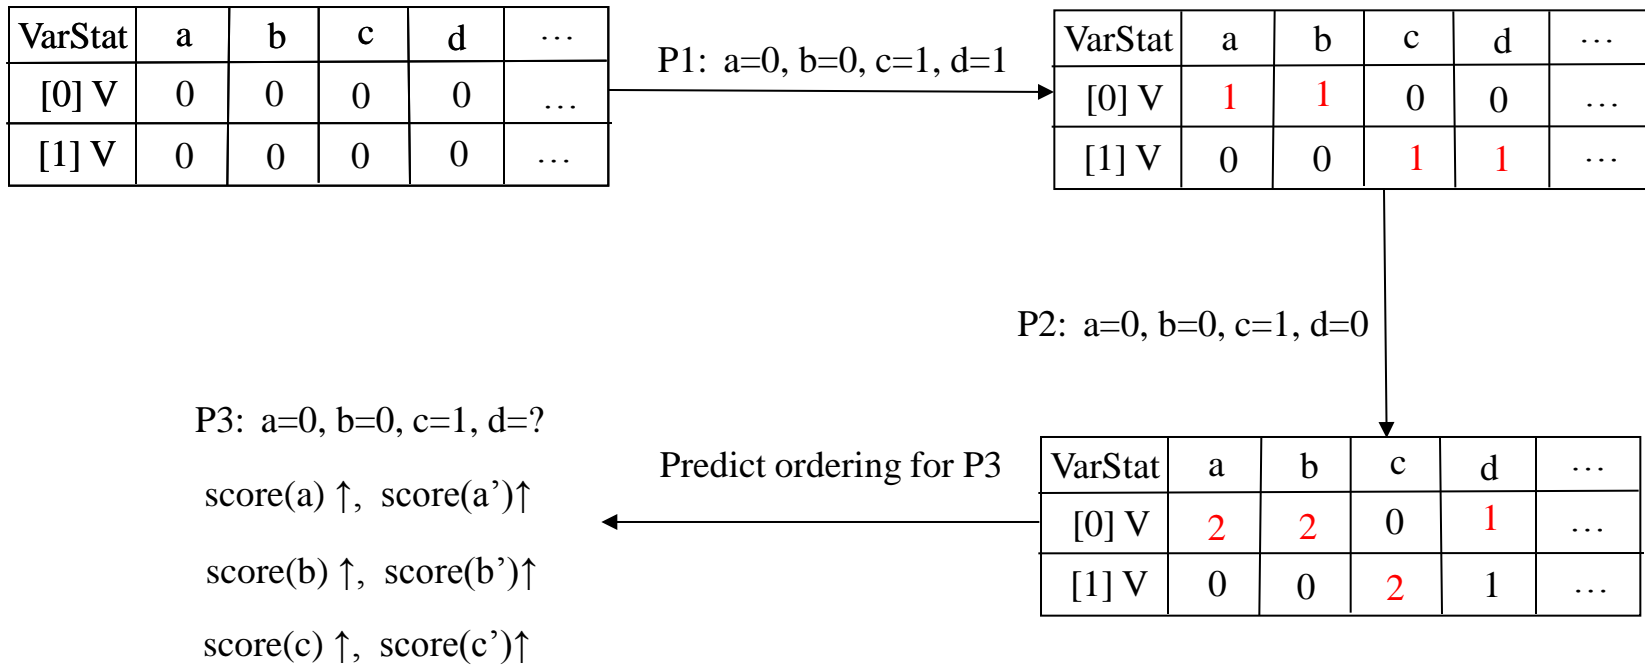 VarStat a b c d …
[0] V 0 0 0 0 …
[1] V 0 0 0 0 …
P1: a=0, b=0, c=1, d=1
VarStat a b c d …
[0] V 1 1 0 0 …
[1] V 0 0 1 1 …
P2: a=0, b=0, c=1, d=0
VarStat a b c d …
[0] V 2 2 0 1 …
[1] V 0 0 2 1 …
Predict ordering for P3
P3: a=0, b=0, c=1, d=?
score(a) ↑, score(a’)↑
score(b) ↑, score(b’)↑
score(c) ↑, score(c’)↑